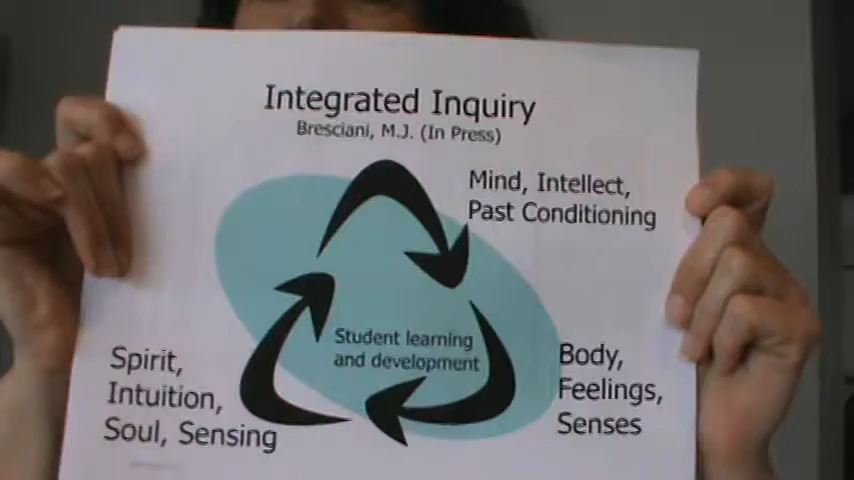 Integrated Inquiry
Bresciani, M.J. (In Press)
Mind, Intellect,
Past Conditioning
Student learning
and development
Body,
Feelings,
Senses
Spirit,
Intuition,
Soul, Sensing